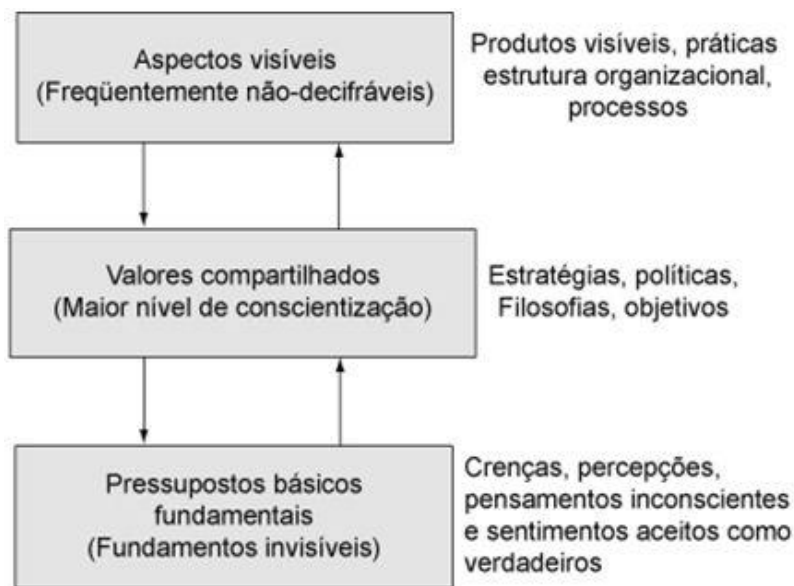 Aspectos visíveis
(Freqüentemente não-decifráveis)
Produtos visíveis, práticas
estrutura organizacional,
processos
Valores compartilhados
(Maior nível de conscientização)
Estratégias, políticas,
Filosofias, objetivos
Pressupostos básicos
fundamentais
(Fundamentos invisíveis)
Crenças, percepções,
pensamentos inconscientes
e sentimentos aceitos como
verdadeiros